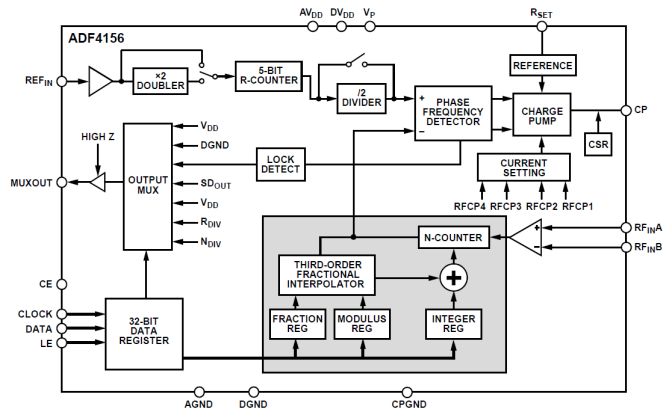 AVDD DVDD VP RSET
ADF4156
REFIN
×2
DOUBLER
5-BIT
R-COUNTER
/2
DIVIDER
REFERENCE
+
−
PHASE
FREQUENCY
DETECTOR
CHARGE
PUMP
CP
CSR
HIGH Z
MUXOUT
OUTPUT
MUX
VDD
DGND
SDOUT
VDD
RDIV
NDIV
LOCK
DETECT
CURRENT
SETTING
RFCP4 RFCP3 RFCP2 RFCP1
N-COUNTER
+
−
RFINA
RFINB
THIRD-ORDER
FRACTIONAL
INTERPOLATOR
+
FRACTION
REG
MODULUS
REG
INTEGER
REG
CE
CLOCK
DATA
LE
32-BIT
DATA
REGISTER
AGND DGND CPGND